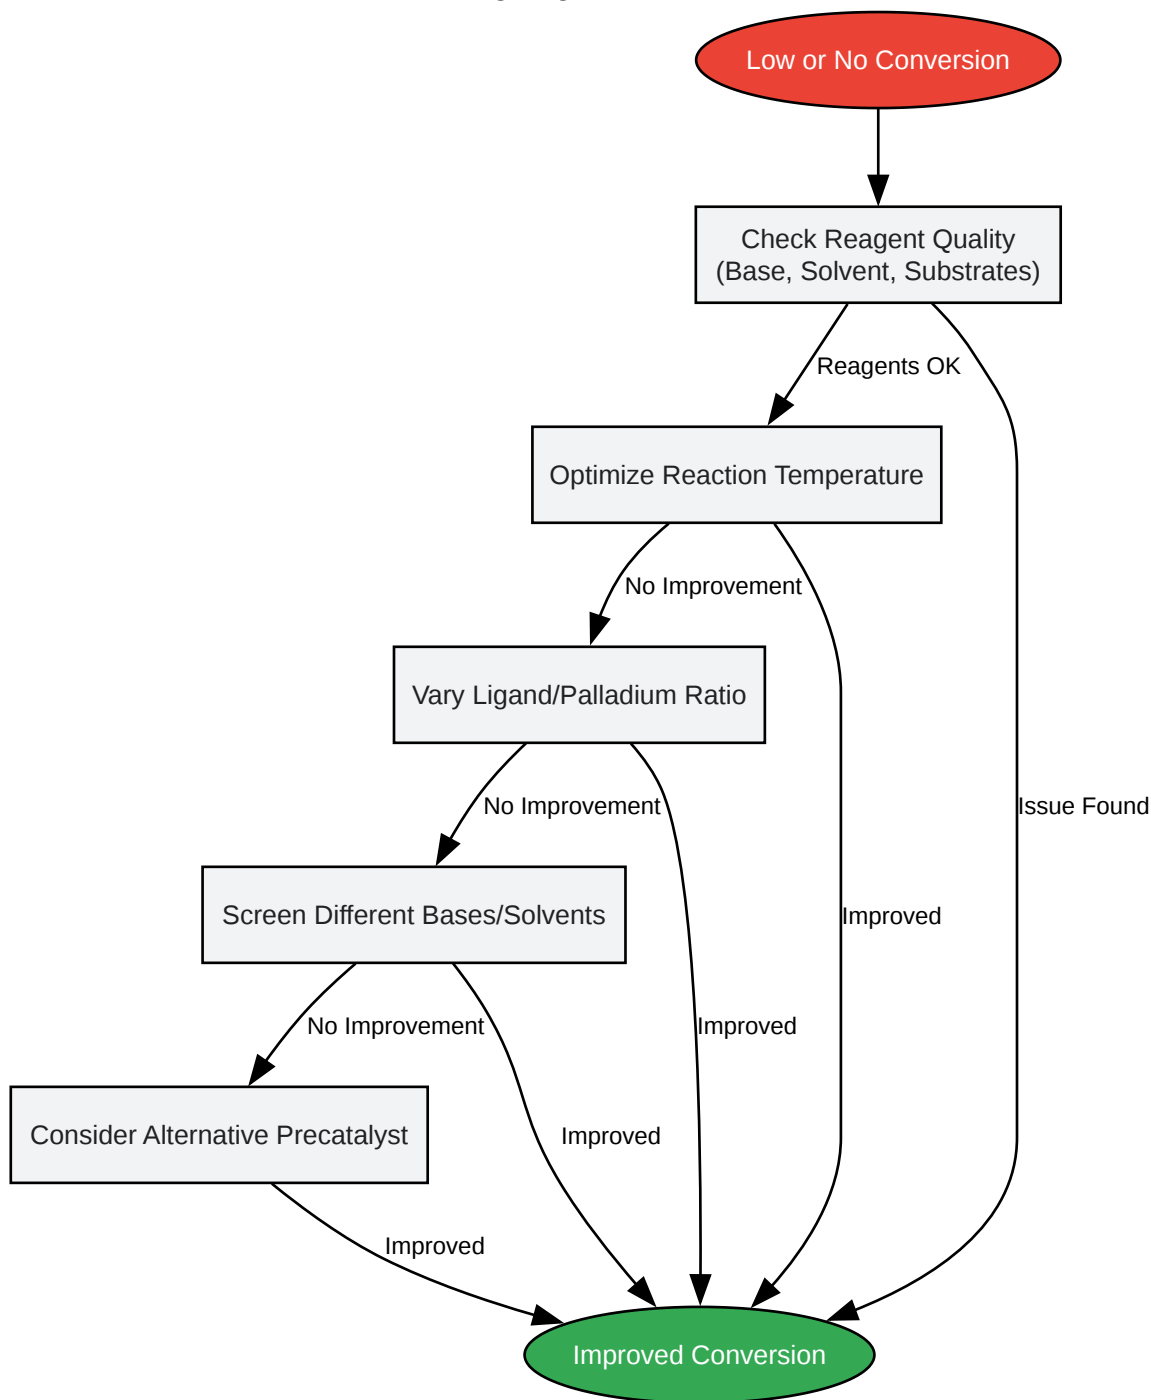 Low or No Conversion
Check Reagent Quality
(Base, Solvent, Substrates)
Reagents OK
Optimize Reaction Temperature
No Improvement
Vary Ligand/Palladium Ratio
No Improvement
Issue Found
Screen Different Bases/Solvents
Improved
No Improvement
Improved
Consider Alternative Precatalyst
Improved
Improved
Improved Conversion